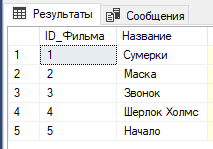 Результаты Сообщения
ID_Фильма Название
1 1 Сумерки
2 2 Маска
3 3 Звонок
4 4 Шерлок Холмс
5 5 Начало